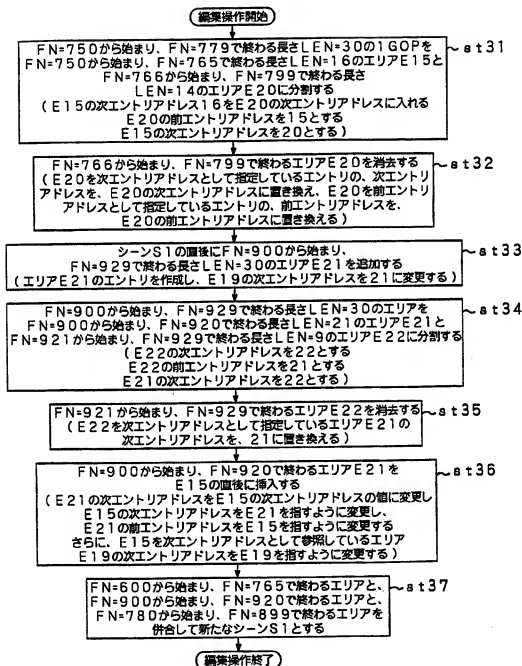 編集操作開始
FN=750から始まり、FN=779で終わる長さLEN=30の1GOPを
FN=750から始まり、FN=765で終わる長さLEN=16のエリアE15と
FN=766から始まり、FN=799で終わる長さ
LEN=14のエリアE20に分割する
(E15の次エントリアドレス16をE20の次エントリアドレスに入れる
E20の前エントリアドレスを15とする
E15の次エントリアドレスを20とする)
st31
FN=766から始まり、FN=799で終わるエリアE20を消去する
(E20を次エントリアドレスとして指定しているエントリの、次エントリ
アドレスを、E20の次エントリアドレスに置き換え、E20を前エントリ
アドレスとして指定しているエントリの、前エントリアドレスを、
E20の前エントリアドレスに置き換える)
st32
シーンS1の直後にFN=900から始まり、
FN=929で終わる長さLEN=30のエリアE21を追加する
(エリアE21のエントリを作成し、E19の次エントリアドレスを21に変更する)
st33
FN=900から始まり、FN=929で終わる長さLEN=30のエリアを
FN=900から始まり、FN=920で終わる長さLEN=21のエリアE21と
FN=921から始まり、FN=929で終わる長さLEN=9のエリアE22に分割する
(E22の次エントリアドレスを22とする
E22の前エントリアドレスを21とする
E21の次エントリアドレスを22とする)
st34
FN=921から始まり、FN=929で終わるエリアE22を消去する
(E22を次エントリアドレスとして指定しているエリアE21の
次エントリアドレスを、21に置き換える)
st35
FN=900から始まり、FN=920で終わるエリアE21を
E15の直後に挿入する
(E21の次エントリアドレスをE15の次エントリアドレスの値に変更し
E15の次エントリアドレスをE21を指すように変更し、
E21の前エントリアドレスをE15を指すように変更する
さらに、E15を次エントリアドレスとして参照しているエリア
E19の次エントリアドレスをE19を指すように変更する)
st36
FN=600から始まり、FN=765で終わるエリアと、
FN=900から始まり、FN=920で終わるエリアと、
FN=780から始まり、FN=899で終わるエリアを
併合して新たなシーンS1とする
st37
編集操作終了